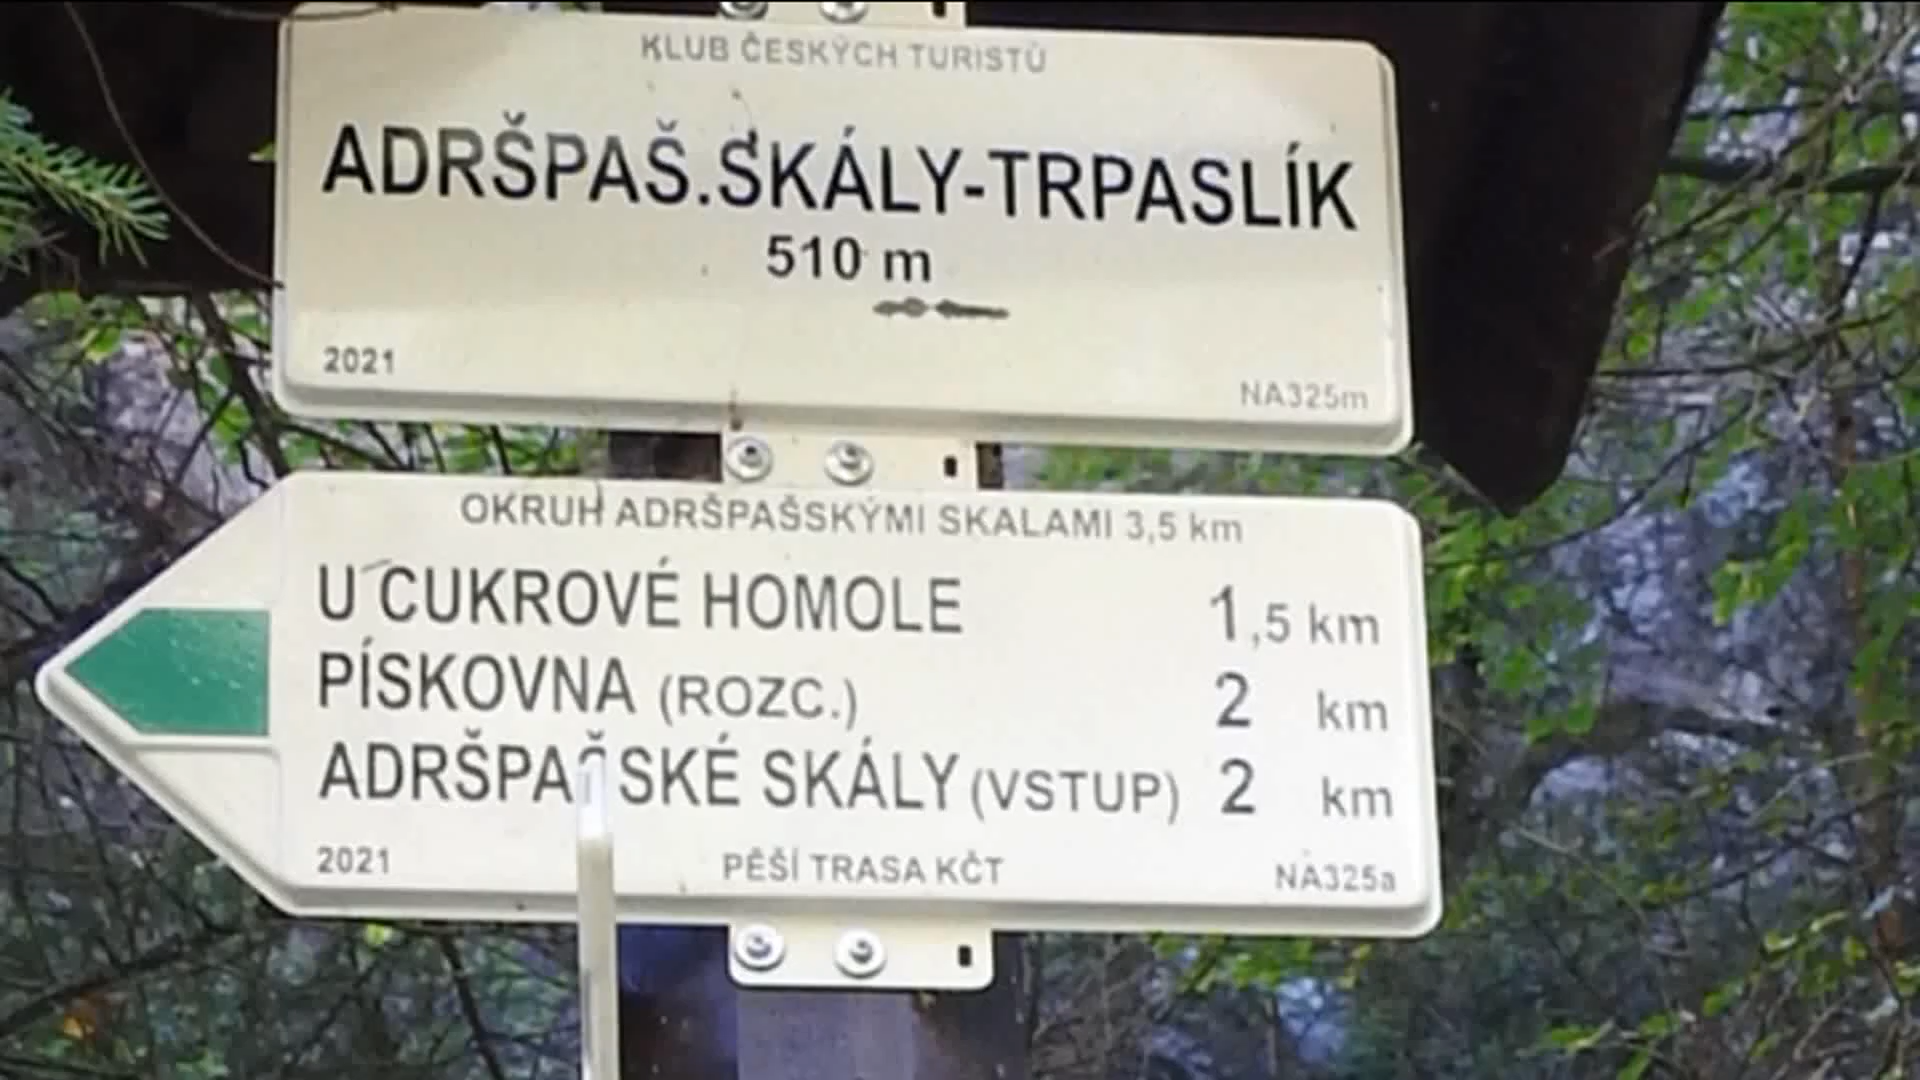 KLUB ČESKÝCH TURISTŮ
ADRŠPAŠ.SKÁLY-TRPASLÍK
510 m
2021 NA325m
OKRUH ADRŠPAŠSKÝMI SKALAMI 3,5 km
U CUKROVÉ HOMOLE 1,5 km
PÍSKOVNA (ROZC.) 2 km
ADRŠPAŠSKÉ SKÁLY (VSTUP) 2 km
2021 PĚŠÍ TRASA KČT NA325a